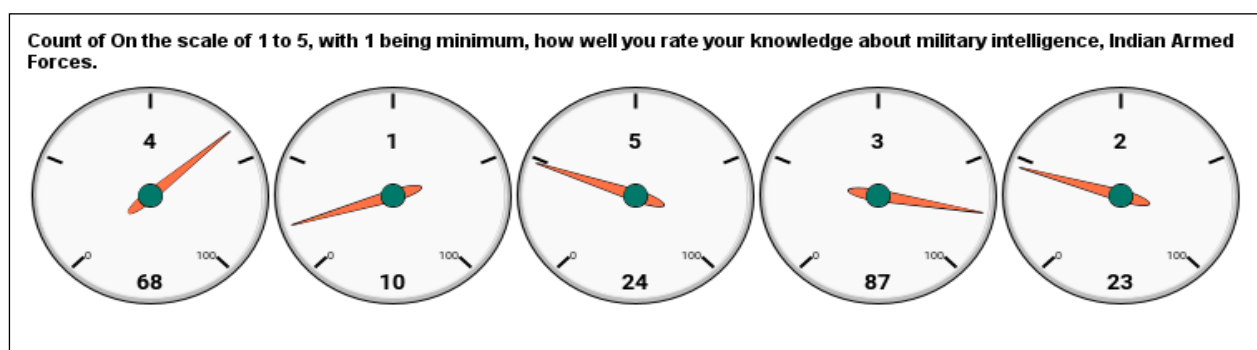 Count of On the scale of 1 to 5, with 1 being minimum, how well you rate your knowledge about military intelligence, Indian Armed
Forces.
4 1 5 3 2
0 100 0 100 0 100 0 100 0 100
68 10 24 87 23